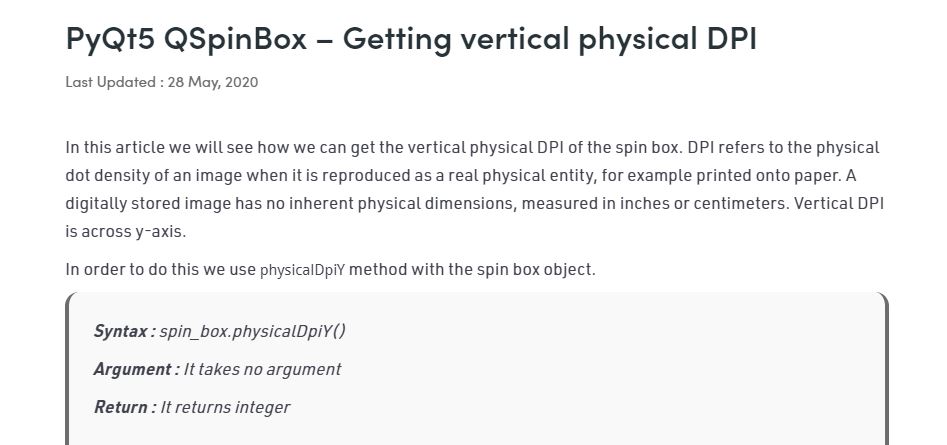 PyQt5 QSpinBox – Getting vertical physical DPI
Last Updated : 28 May, 2020
In this article we will see how we can get the vertical physical DPI of the spin box. DPI refers to the physical
dot density of an image when it is reproduced as a real physical entity, for example printed onto paper. A
digitally stored image has no inherent physical dimensions, measured in inches or centimeters. Vertical DPI
is across y-axis.
In order to do this we use physicalDpiY method with the spin box object.
Syntax : spin_box.physicalDpiY()
Argument : It takes no argument
Return : It returns integer